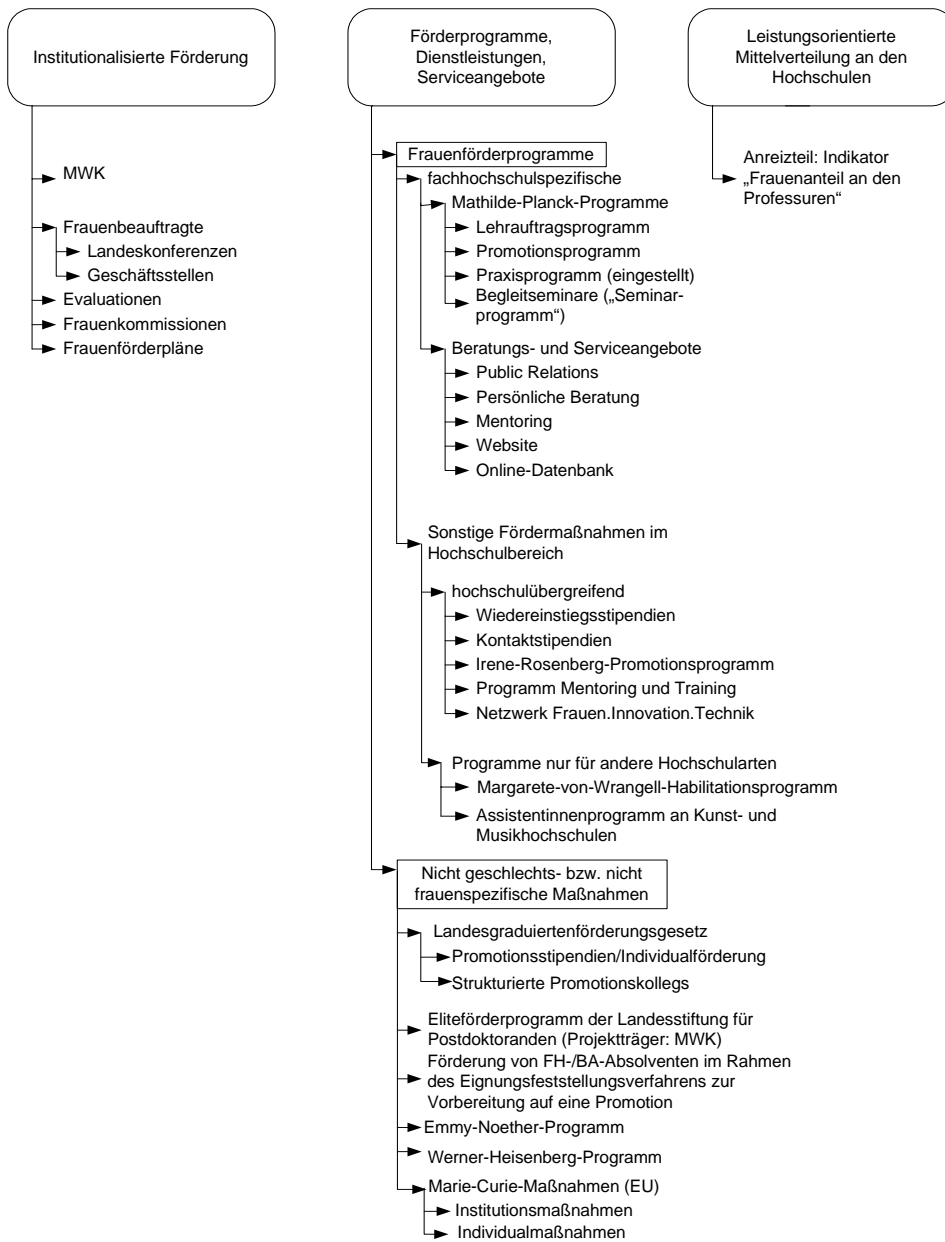 Institutionalisierte Förderung
MWK
Frauenbeauftragte
Landeskonferenzen
Geschäftsstellen
Evaluationen
Frauenkommissionen
Frauenförderpläne
Förderprogramme,
Dienstleistungen,
Serviceangebote
Frauenförderprogramme
fachhochschulspezifische
Mathilde-Planck-Programme
Lehrauftragsprogramm
Promotionsprogramm
Praxisprogramm (eingestellt)
Begleitseminare („Seminar-
programm“)
Beratungs- und Serviceangebote
Public Relations
Persönliche Beratung
Mentoring
Website
Online-Datenbank
Sonstige Fördermaßnahmen im
Hochschulbereich
hochschulübergreifend
Wiedereinstiegsstipendien
Kontaktstipendien
Irene-Rosenberg-Promotionsprogramm
Programm Mentoring und Training
Netzwerk Frauen.Innovation.Technik
Programme nur für andere Hochschularten
Margarete-von-Wrangell-Habilitationsprogramm
Assistentinnenprogramm an Kunst- und
Musikhochschulen
Nicht geschlechts- bzw. nicht
frauenspezifische Maßnahmen
Landesgraduiertenförderungsgesetz
Promotionsstipendien/Individualförderung
Strukturierte Promotionskollegs
Eliteförderprogramm der Landesstiftung für
Postdoktoranden (Projektträger: MWK)
Förderung von FH-/BA-Absolventen im Rahmen
des Eignungsfeststellungsverfahrens zur
Vorbereitung auf eine Promotion
Emmy-Noether-Programm
Werner-Heisenberg-Programm
Marie-Curie-Maßnahmen (EU)
Institutionsmaßnahmen
Individualmaßnahmen
Leistungsorientierte
Mittelverteilung an den
Hochschulen
Anreizteil: Indikator
„Frauenanteil an den
Professuren“